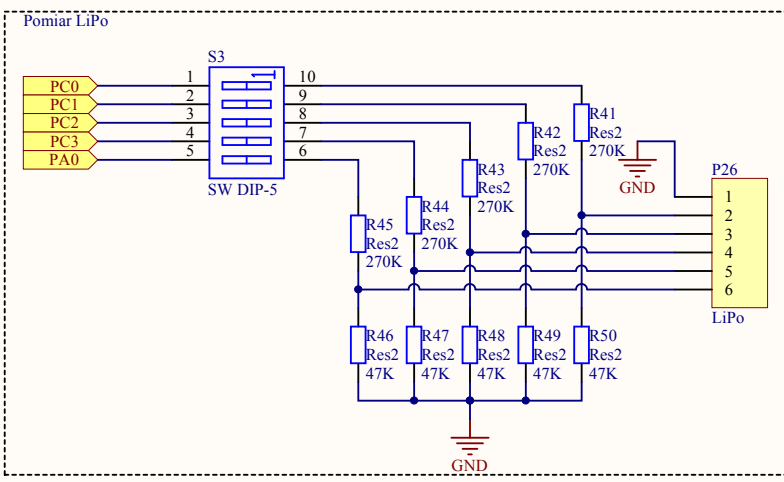 Pomiar LiPo
S3
PC0 1 10
PC1 2 9
PC2 3 8
PC3 4 7
PA0 5 6
SW DIP-5
R41
Res2
270K
R42
Res2
270K
R43
Res2
270K
R44
Res2
270K
R45
Res2
270K
GND
P26
1
2
3
4
5
6
LiPo
R46
Res2
47K
R47
Res2
47K
R48
Res2
47K
R49
Res2
47K
R50
Res2
47K
GND